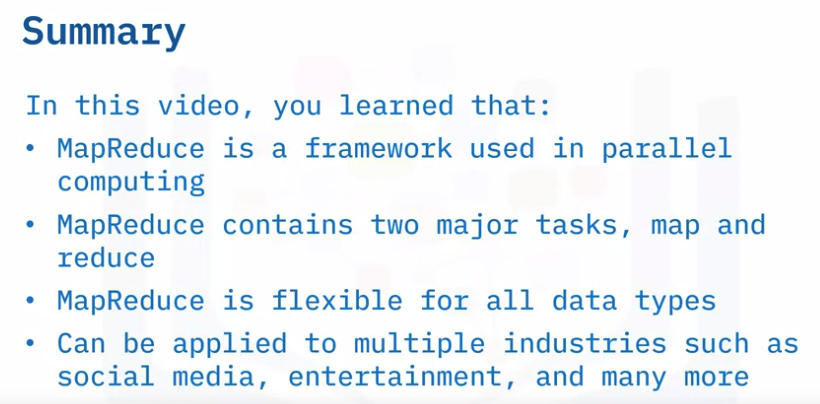 Summary
In this video, you learned that:
• MapReduce is a framework used in parallel
computing
• MapReduce contains two major tasks, map and
reduce
• MapReduce is flexible for all data types
• Can be applied to multiple industries such as
social media, entertainment, and many more